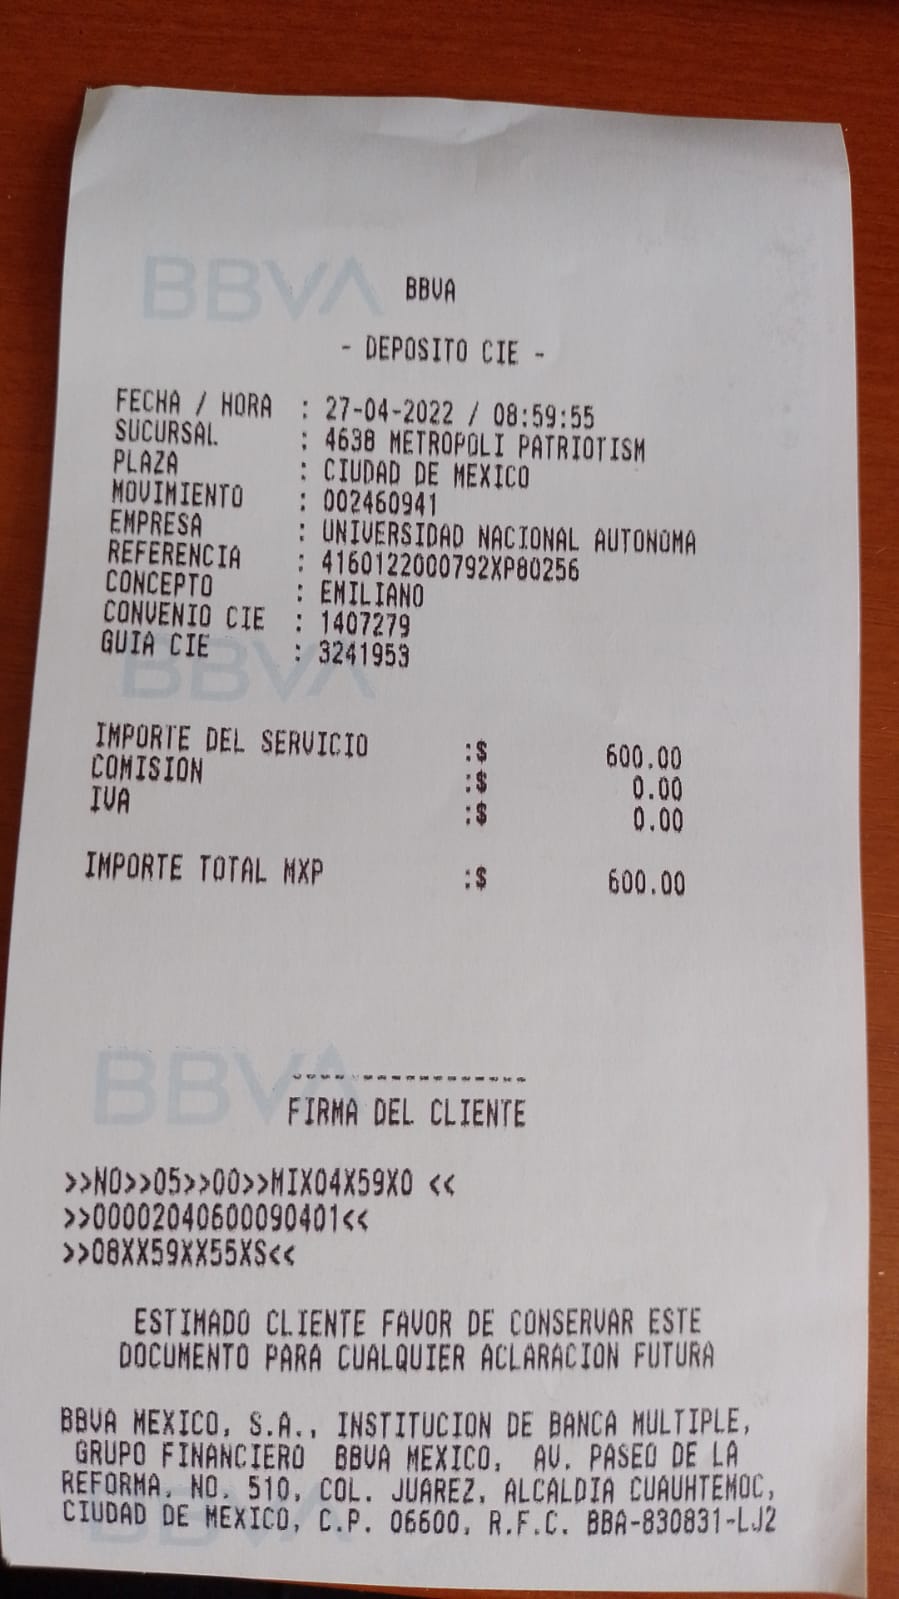 BBVA
BBVA
- DEPOSITO CIE -
FECHA / HORA : 27-04-2022 / 08:59:55
SUCURSAL : 4638 METROPOLI PATRIOTISM
PLAZA : CIUDAD DE MEXICO
MOVIMIENTO : 002460941
EMPRESA : UNIVERSIDAD NACIONAL AUTONOMA
REFERENCIA : 4160122000792XP80256
CONCEPTO : EMILIANO
CONVENIO CIE : 1407279
GUIA CIE : 3241953
BBVA
IMPORTE DEL SERVICIO :$ 600.00
COMISION :$ 0.00
IVA :$ 0.00
IMPORTE TOTAL MXP :$ 600.00
BBVA
FIRMA DEL CLIENTE
>>NO>>05>>00>>MIX04X59X0 <<
>>00002040600090401<<
>>08XX59XX55XS<<
ESTIMADO CLIENTE FAVOR DE CONSERVAR ESTE
DOCUMENTO PARA CUALQUIER ACLARACION FUTURA
BBVA MEXICO, S.A., INSTITUCION DE BANCA MULTIPLE,
GRUPO FINANCIERO BBVA MEXICO, AV. PASEO DE LA
REFORMA, NO. 510, COL. JUAREZ, ALCALDIA CUAUHTEMOC,
CIUDAD DE MEXICO, C.P. 06600, R.F.C. BBA-830831-LJ2
BBVA